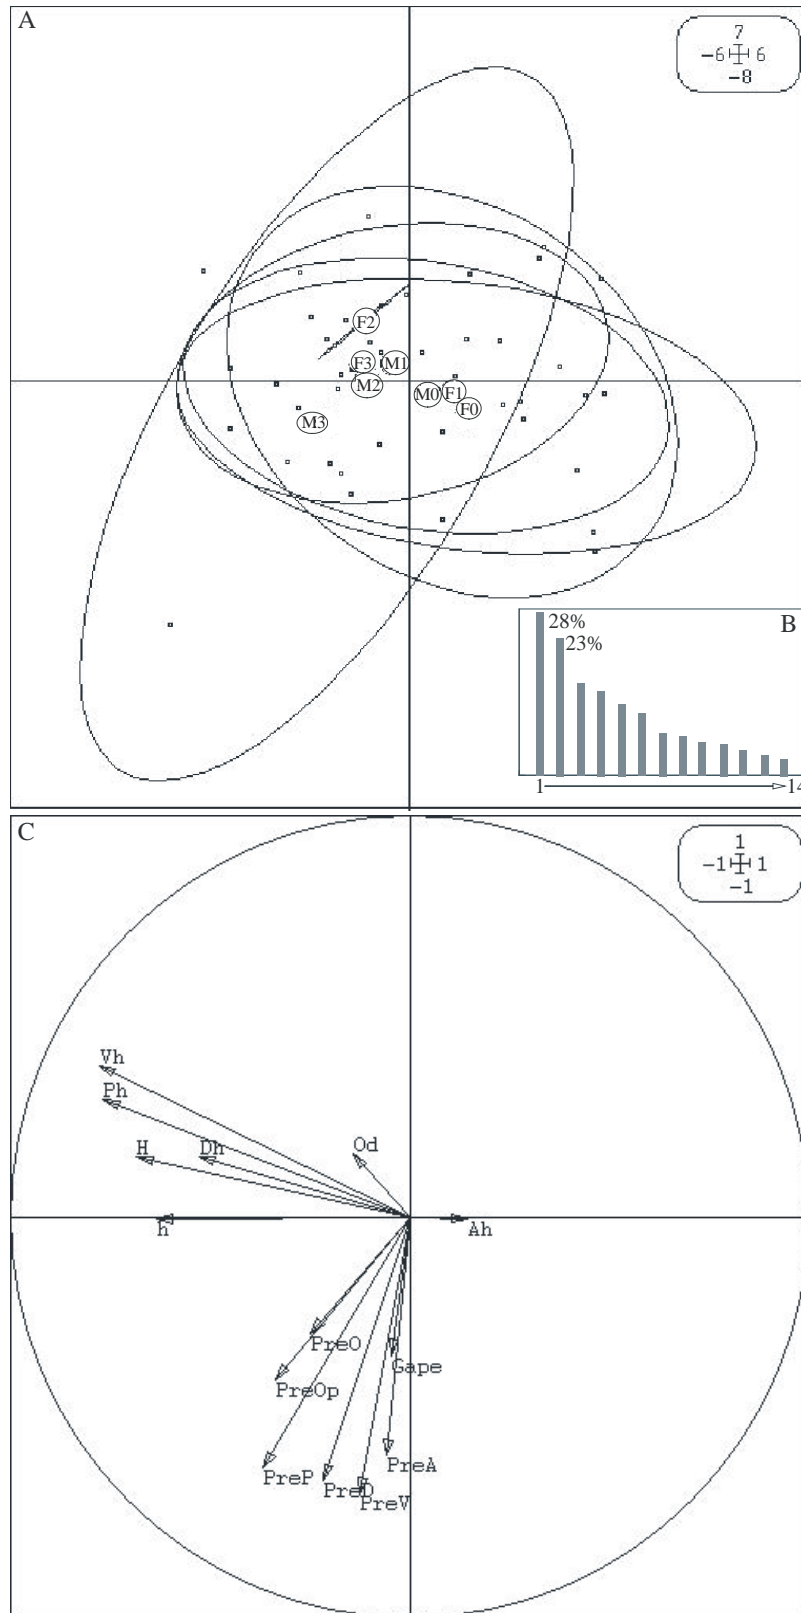 A
7
-6 6
-8
F2
F3 M1
M2
M0 F1
F0
M3
B
28%
23%
1 14
C
1
-1 1
-1
Vh
Ph
H Dh Od
h Ah
PreO
Gape
PreOp
PreA
PreP PreD
PreV